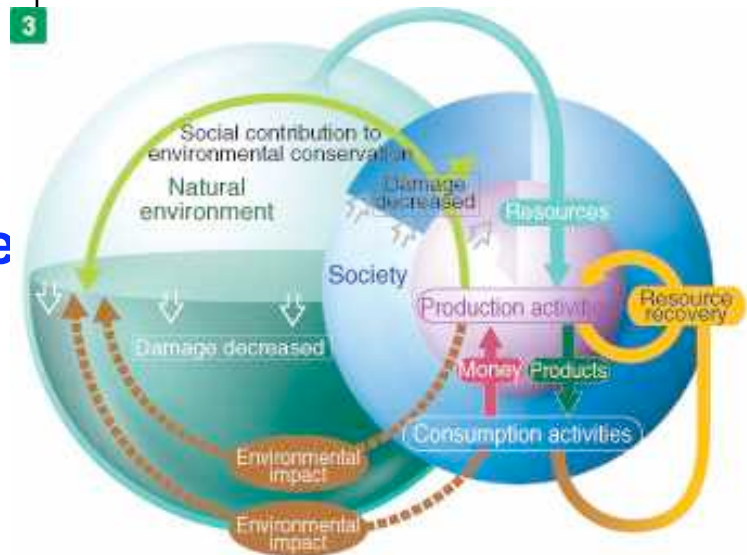 3
Social contribution to
environmental conservation
Natural
environment
Damage
decreased
Resources
e
Society
Production activities
Resource
recovery
Damage decreased
Money
Products
Consumption activities
Environmental
impact
Environmental
impact